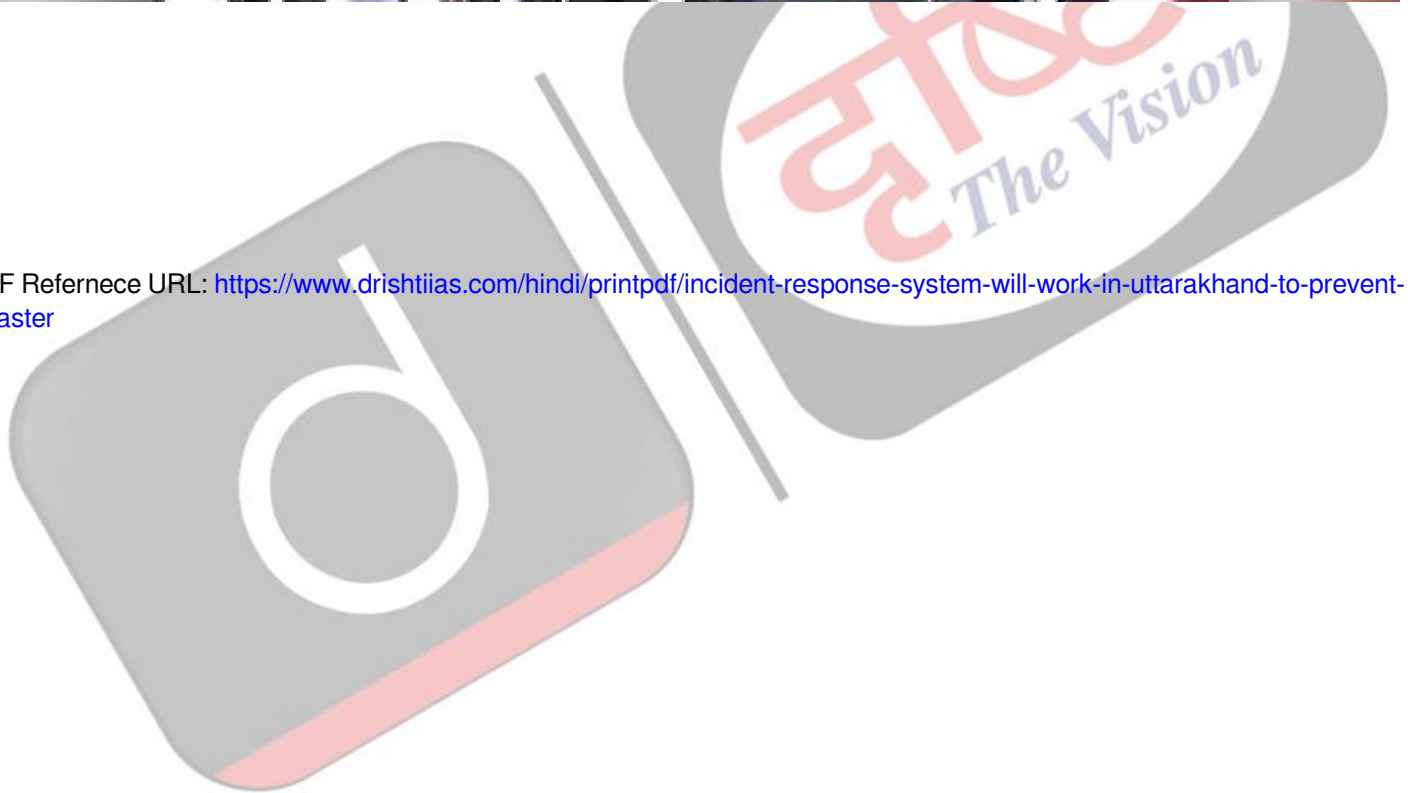 दृष्टि
The Vision
F Refernece URL: https://www.drishtiias.com/hindi/printpdf/incident-response-system-will-work-in-uttarakhand-to-prevent-
aster
d